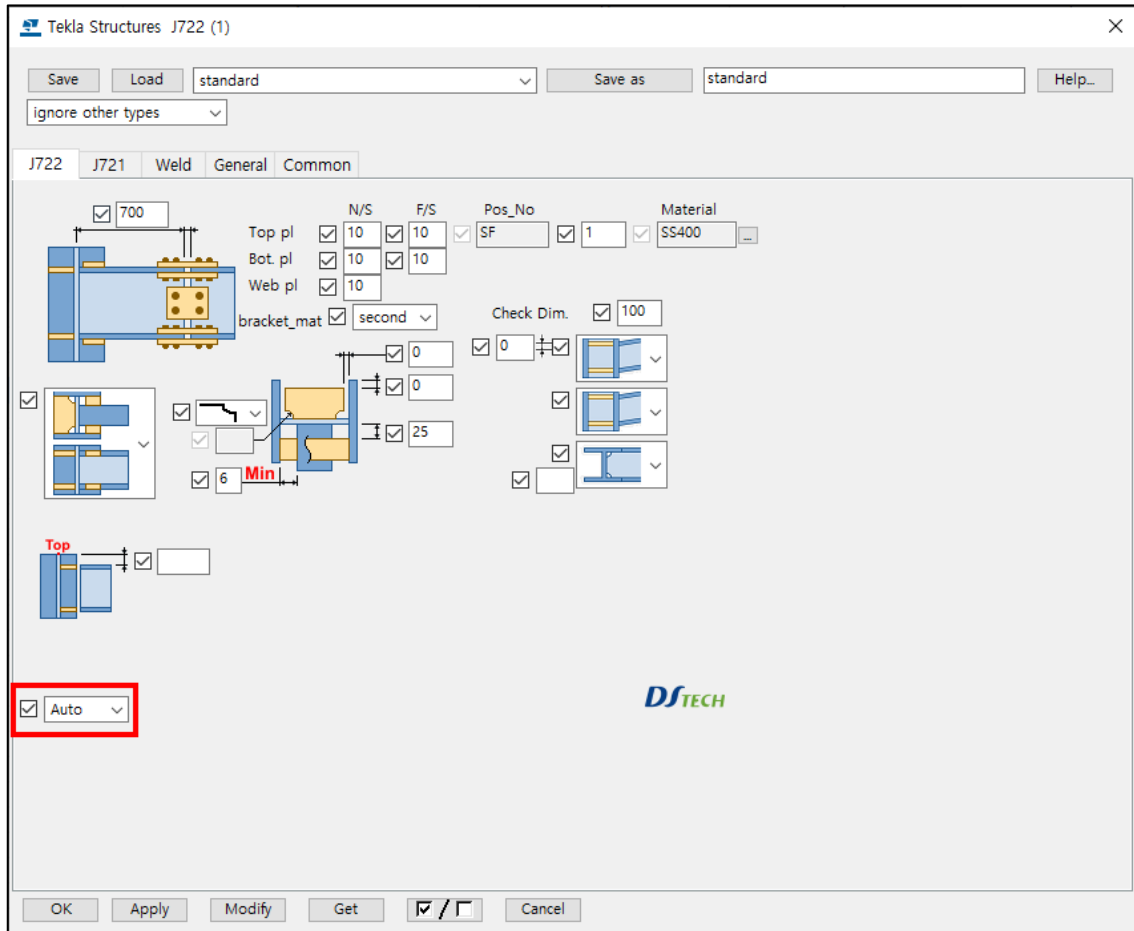 Tekla Structures J722 (1)
Save Load standard Save as standard Help...
ignore other types
J722 J721 Weld General Common
700
N/S F/S Pos_No Material
Top pl 10 10 SF 1 SS400 ...
Bot. pl 10 10
Web pl 10
bracket_mat second Check Dim. 100
0 0
0
25
6 Min
Top
Auto
DSTECH
OK Apply Modify Get / Cancel